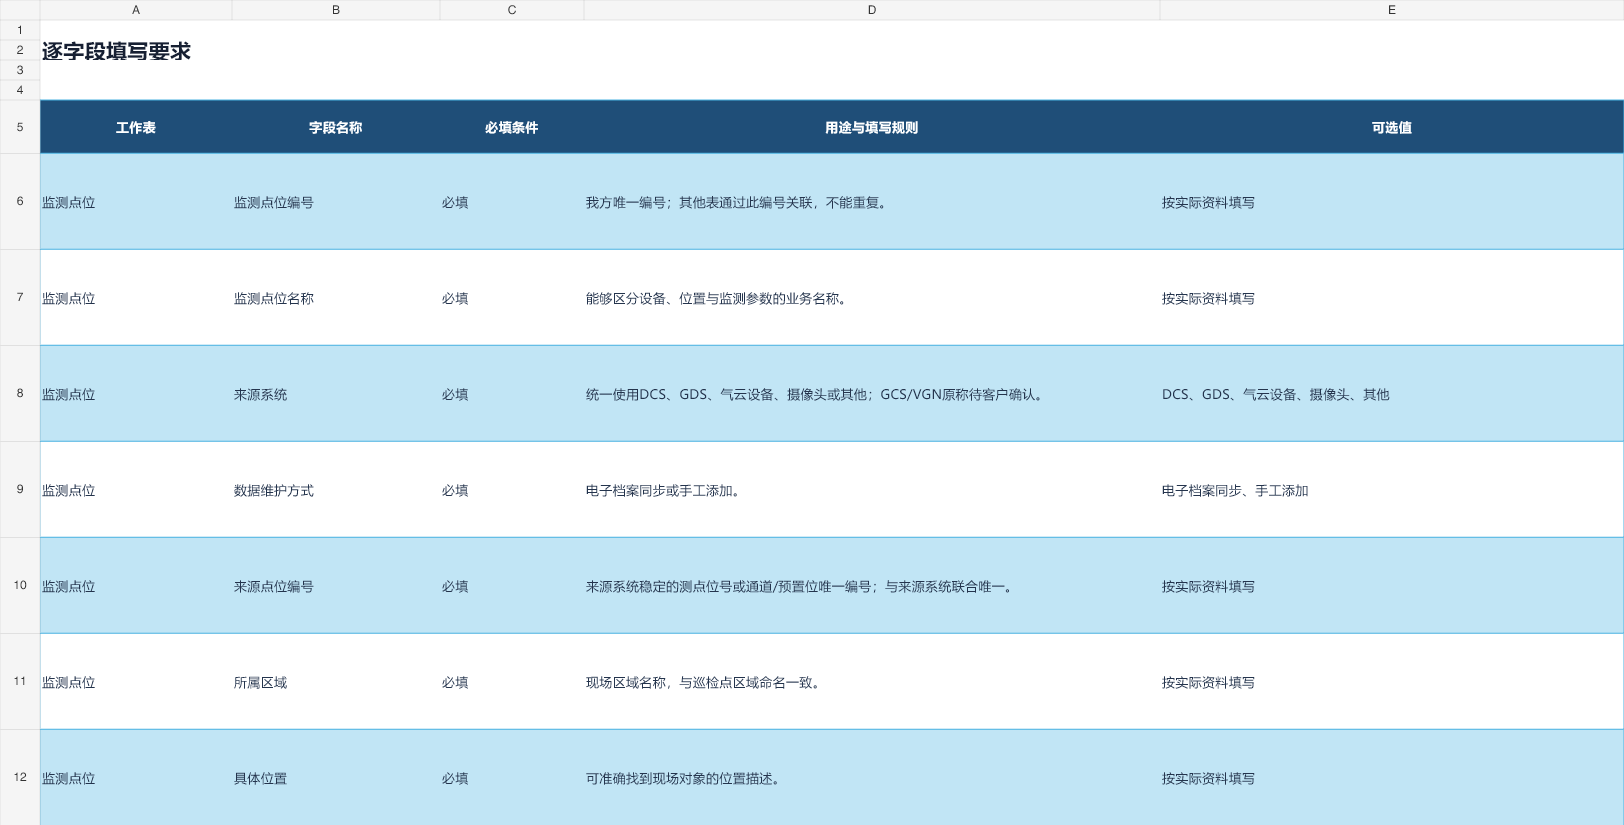 A B C D E
1
2 逐字段填写要求
3
4
5 工作表 字段名称 必填条件 用途与填写规则 可选值
6 监测点位 监测点位编号 必填 我方唯一编号；其他表通过此编号关联，不能重复。 按实际资料填写
7 监测点位 监测点位名称 必填 能够区分设备、位置与监测参数的业务名称。 按实际资料填写
8 监测点位 来源系统 必填 统一使用DCS、GDS、气云设备、摄像头或其他；GCS/VGN原称待客户确认。 DCS、GDS、气云设备、摄像头、其他
9 监测点位 数据维护方式 必填 电子档案同步或手工添加。 电子档案同步、手工添加
10 监测点位 来源点位编号 必填 来源系统稳定的测点位号或通道/预置位唯一编号；与来源系统联合唯一。 按实际资料填写
11 监测点位 所属区域 必填 现场区域名称，与巡检点区域命名一致。 按实际资料填写
12 监测点位 具体位置 必填 可准确找到现场对象的位置描述。 按实际资料填写